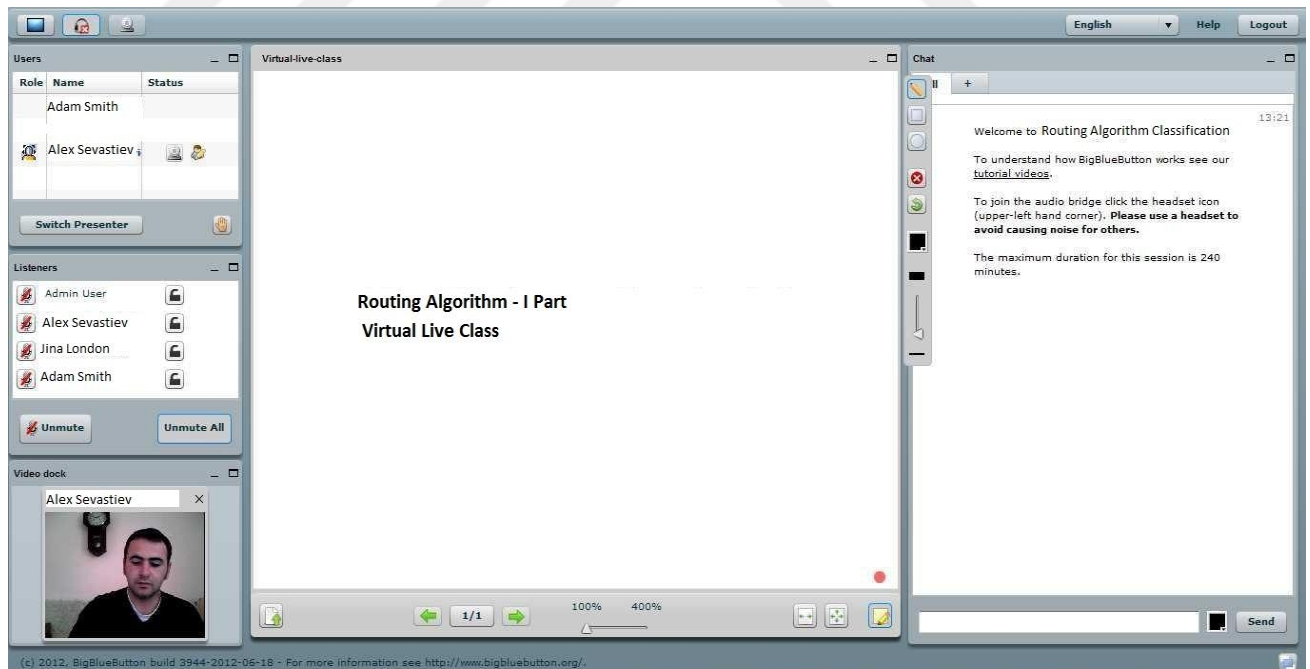 English
Help
Logout
Users
Role Name Status
Adam Smith
Alex Sevastiev
Switch Presenter
Listeners
Admin User
Alex Sevastiev
Jina London
Adam Smith
Unmute
Unmute All
Video dock
Alex Sevastiev
Virtual-live-class
Routing Algorithm - I Part
Virtual Live Class
1/1
100% 400%
Chat
+
13:21
Welcome to Routing Algorithm Classification
To understand how BigBlueButton works see our
tutorial videos.
To join the audio bridge click the headset icon
(upper-left hand corner). Please use a headset to
avoid causing noise for others.
The maximum duration for this session is 240
minutes.
Send
(c) 2012, BigBlueButton build 3944-2012-06-18 - For more information see http://www.bigbluebutton.org/.